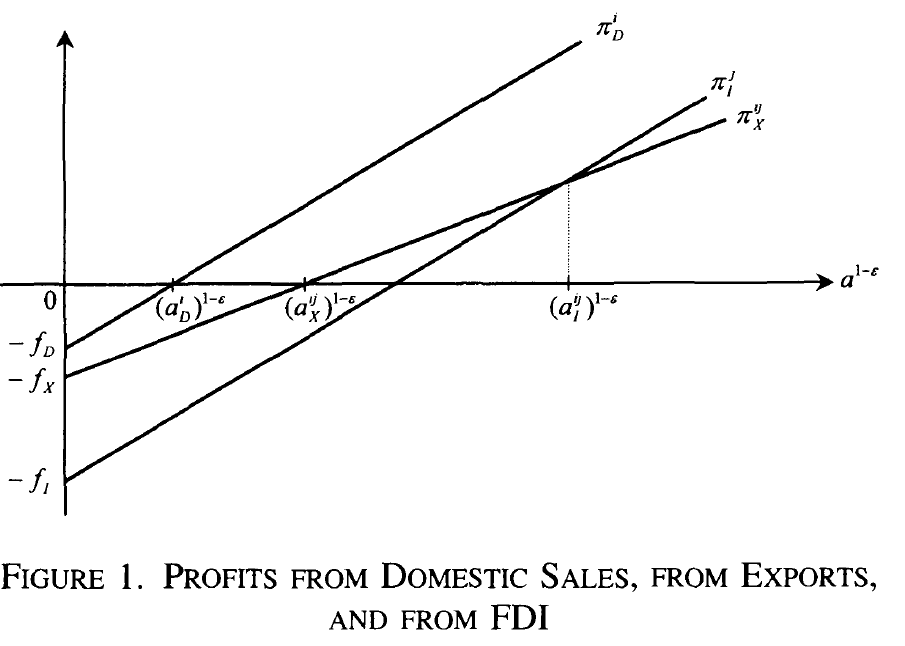 π_D^i
π_I^j
π_X^{ij}
a^{1-ε}
0
(a_D^i)^{1-ε}
(a_X^{ij})^{1-ε}
(a_I^{ij})^{1-ε}
-f_D
-f_X
-f_I
FIGURE 1. PROFITS FROM DOMESTIC SALES, FROM EXPORTS,
AND FROM FDI